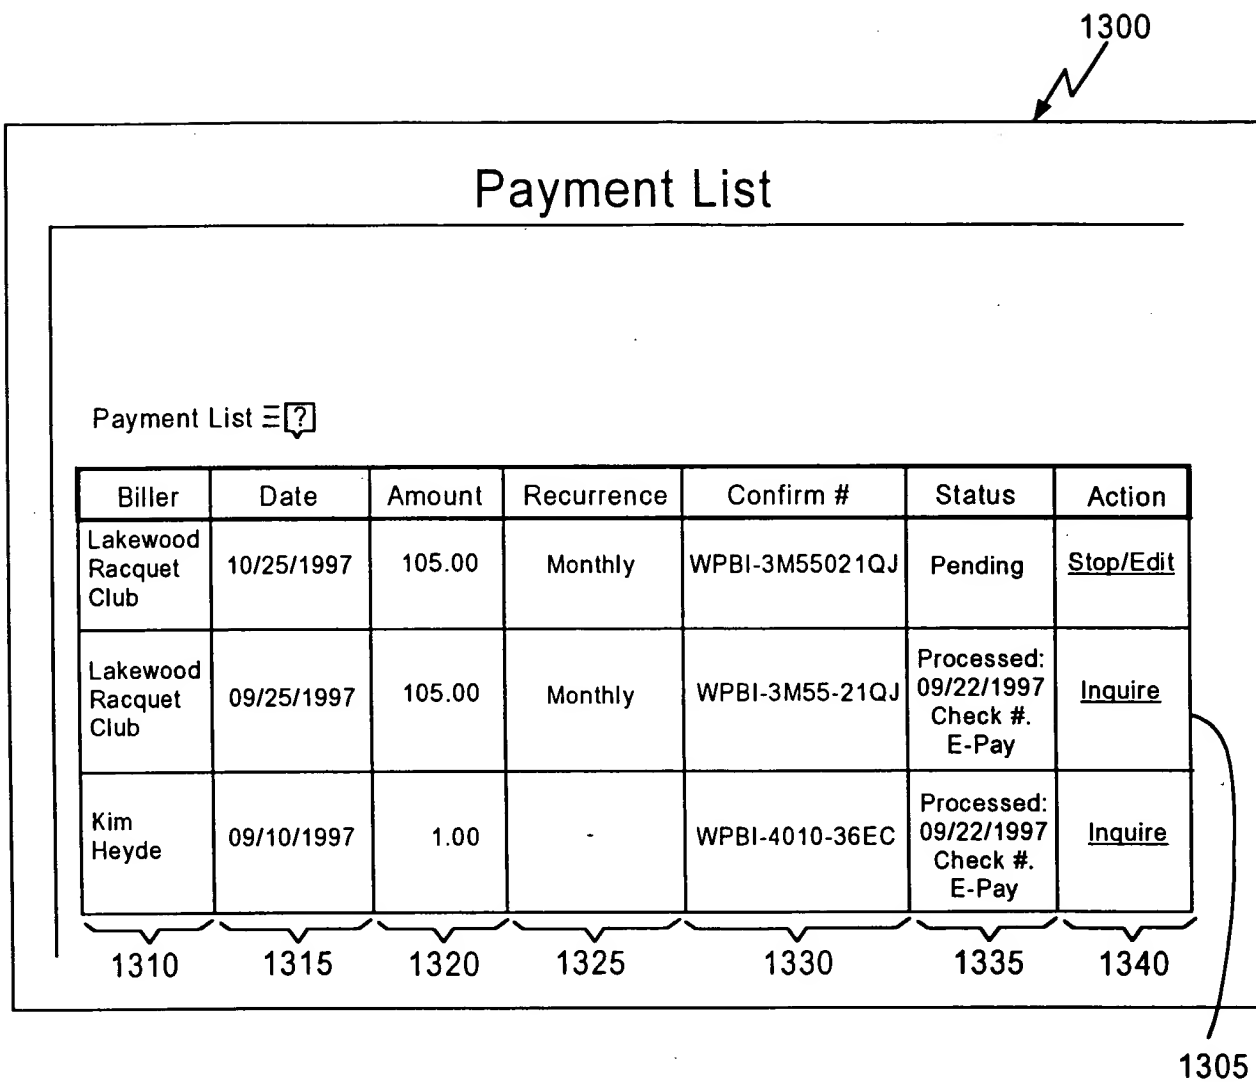 1300
Payment List
Payment List ☰ ?
Biller Date Amount Recurrence Confirm # Status Action
Lakewood
Racquet
Club
10/25/1997 105.00 Monthly WPBI-3M55021QJ Pending Stop/Edit
Lakewood
Racquet
Club
09/25/1997 105.00 Monthly WPBI-3M55-21QJ
Processed:
09/22/1997
Check #.
E-Pay
Inquire
Kim
Heyde
09/10/1997 1.00 - WPBI-4010-36EC
Processed:
09/22/1997
Check #.
E-Pay
Inquire
1310 1315 1320 1325 1330 1335 1340
1305